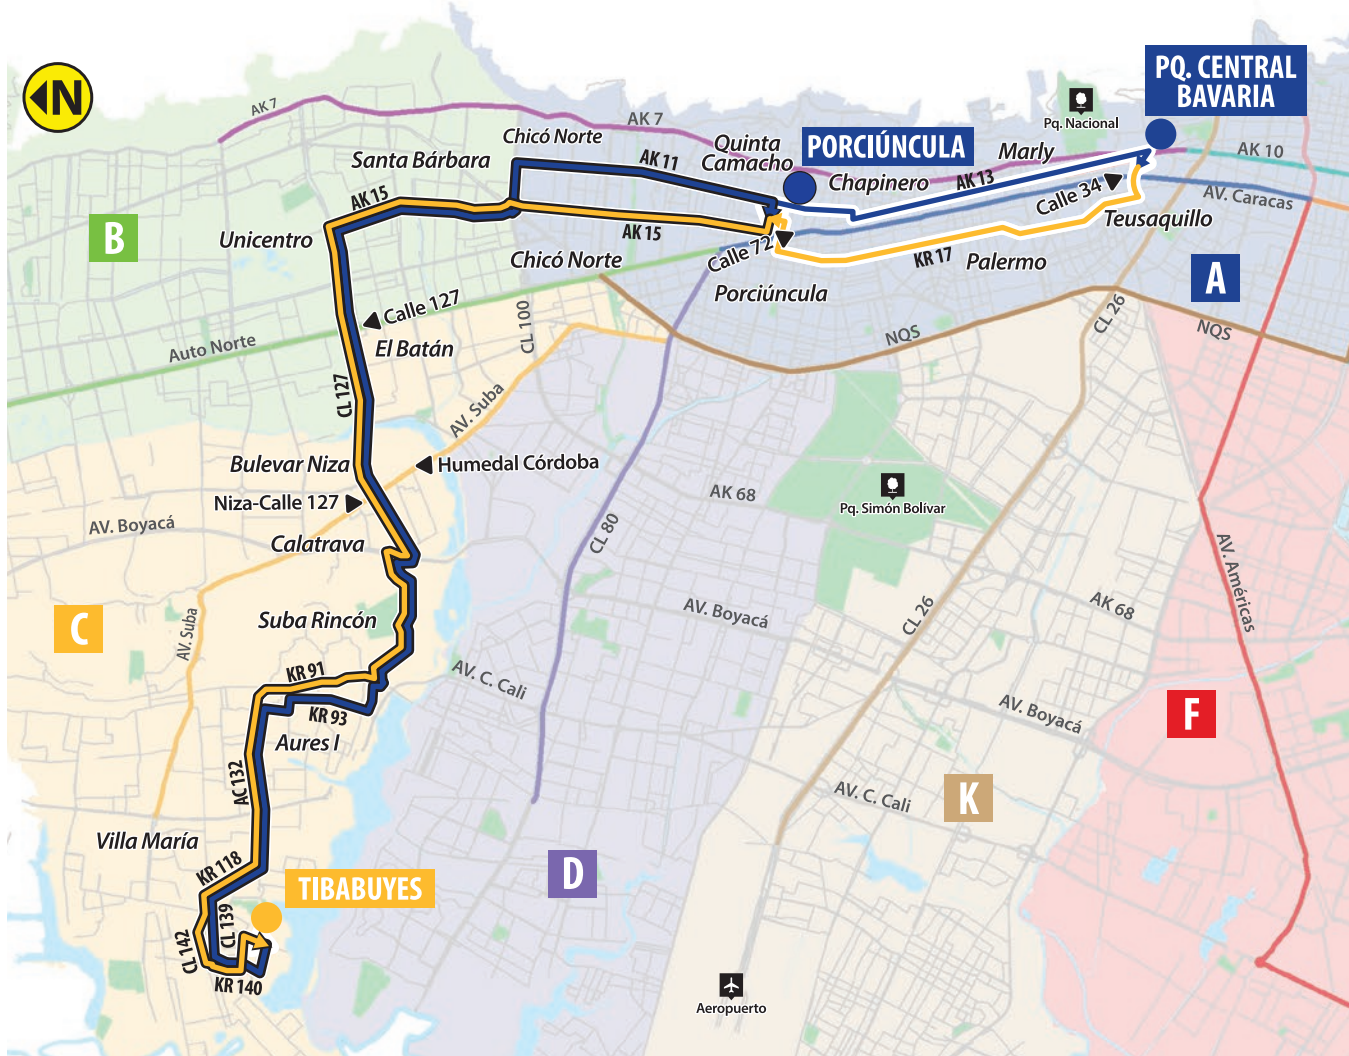 N
PQ. CENTRAL
BAVARIA
AK 7
AK 7
Pq. Nacional
Chicó Norte
Quinta
Camacho
PORCIÚNCULA
Marly
AK 10
Santa Bárbara
AK 11
Chapinero
AK 13
Calle 34
AV. Caracas
AK 15
Teusaquillo
B
Unicentro
AK 15
Chicó Norte
Calle 72
KR 17
Palermo
A
Porciúncula
Calle 127
CL 100
CL 26
NQS
NQS
Auto Norte
El Batán
CL 127
AV. Suba
Bulevar Niza
Humedal Córdoba
Niza-Calle 127
AK 68
Pq. Simón Bolívar
AV. Boyacá
Calatrava
CL 80
AV. Américas
C
AV. Suba
Suba Rincón
AV. Boyacá
CL 26
AK 68
KR 91
AV. C. Cali
KR 93
AV. Boyacá
F
Aures I
AC 132
AV. C. Cali
K
Villa María
KR 118
TIBABUYES
D
CL 139
CL 142
KR 140
Aeropuerto